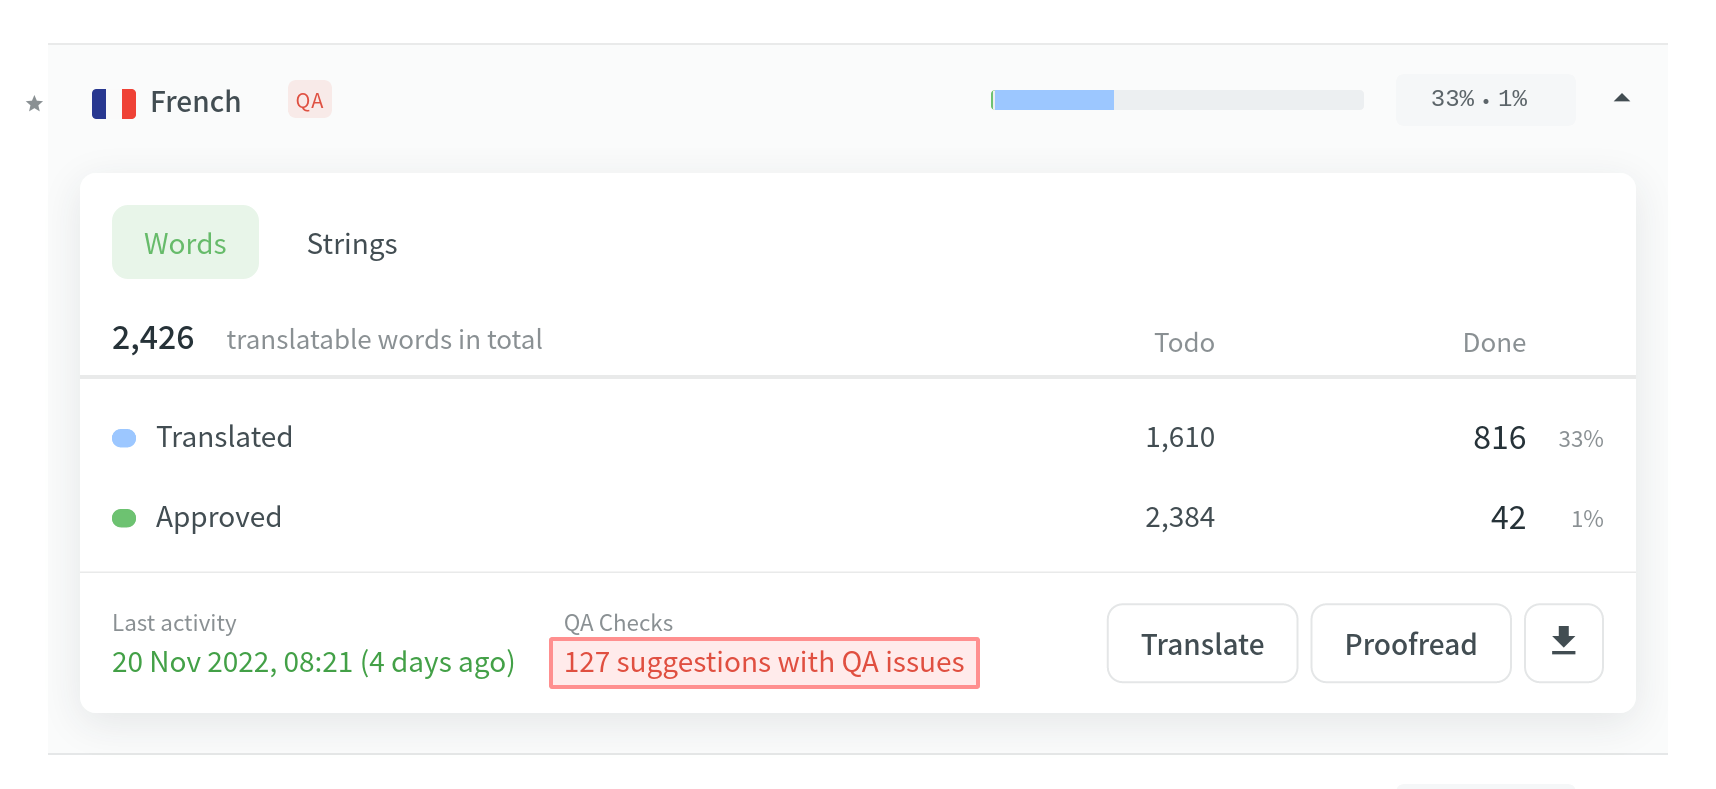 French QA 33% • 1%
Words Strings
2,426 translatable words in total Todo Done
Translated 1,610 816 33%
Approved 2,384 42 1%
Last activity QA Checks
20 Nov 2022, 08:21 (4 days ago) 127 suggestions with QA issues Translate Proofread